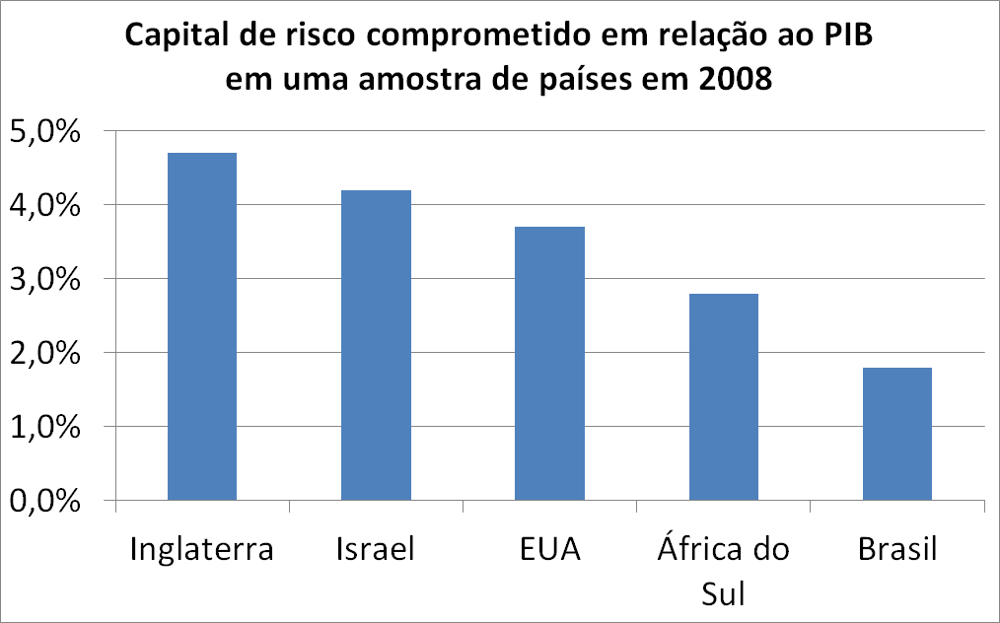 Capital de risco comprometido em relação ao PIB
em uma amostra de países em 2008
5,0%
4,0%
3,0%
2,0%
1,0%
0,0%
Inglaterra
Israel
EUA
África do
Sul
Brasil